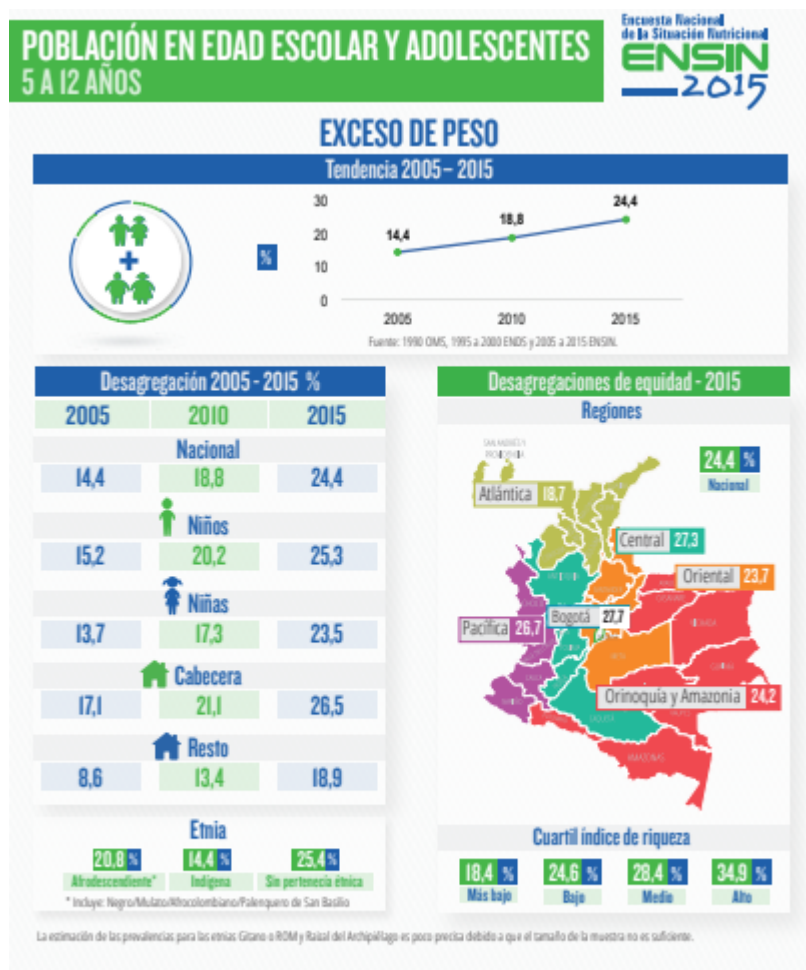 POBLACIÓN EN EDAD ESCOLAR Y ADOLESCENTES
5 A 12 AÑOS
Encuesta Nacional
de la Situación Nutricional
ENSIN
2015
EXCESO DE PESO
Tendencia 2005 – 2015
%
30
20
10
0
14,4
18,8
24,4
2005 2010 2015
Fuente: 1990 OMS, 1995 a 2000 ENDS y 2005 a 2015 ENSIN.
Desagregación 2005 - 2015 %
2005 2010 2015
Nacional
14,4 18,8 24,4
Niños
15,2 20,2 25,3
Niñas
13,7 17,3 23,5
Cabecera
17,1 21,1 26,5
Resto
8,6 13,4 18,9
Etnia
20,8 % 14,4 % 25,4 %
Afrodescendiente* Indígena Sin pertenecía étnica
* Incluye: Negro/Mulato/Afrocolombiano/Palenquero de San Basilio
Desagregaciones de equidad - 2015
Regiones
SAN ANDRÉS Y
PROVIDENCIA
24,4 %
Nacional
Atlántica 18,7
Central 27,3
Oriental 23,7
Bogotá 27,7
Pacífica 26,7
Orinoquía y Amazonia 24,2
AMAZONAS
Cuartil índice de riqueza
18,4 % 24,6 % 28,4 % 34,9 %
Más bajo Bajo Medio Alto
La estimación de las prevalencias para las etnias Gitano o ROM y Raizal del Archipiélago es poco precisa debido a que el tamaño de la muestra no es suficiente.